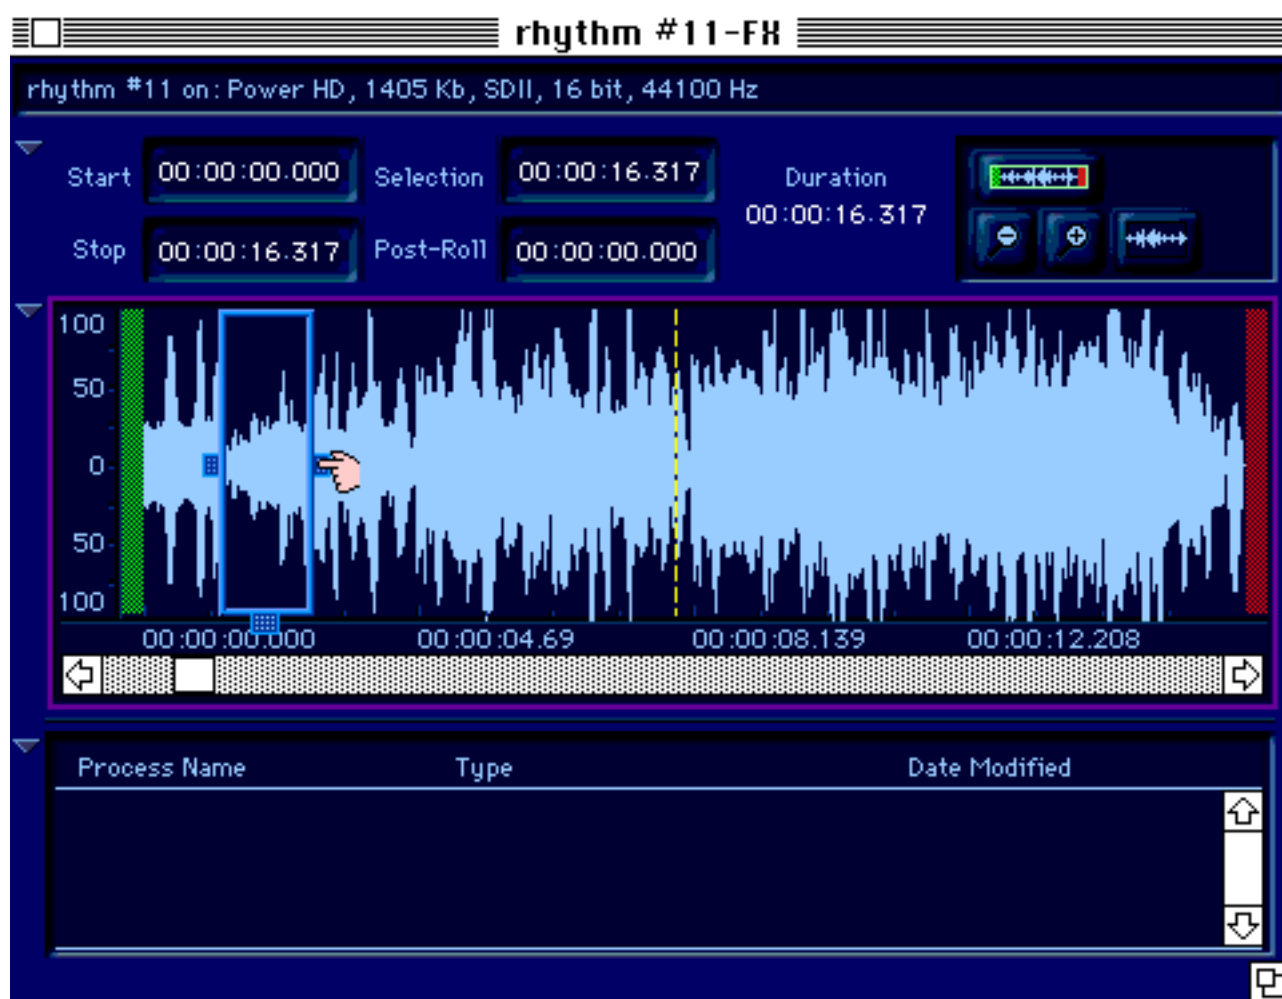 rhythm #11-FX
rhythm #11 on: Power HD, 1405 Kb, SDII, 16 bit, 44100 Hz
Start 00:00:00.000 Selection 00:00:16.317 Duration
00:00:16.317
Stop 00:00:16.317 Post-Roll 00:00:00.000
100
50
0
50
100
00:00:00.000 00:00:04.69 00:00:08.139 00:00:12.208
Process Name Type Date Modified